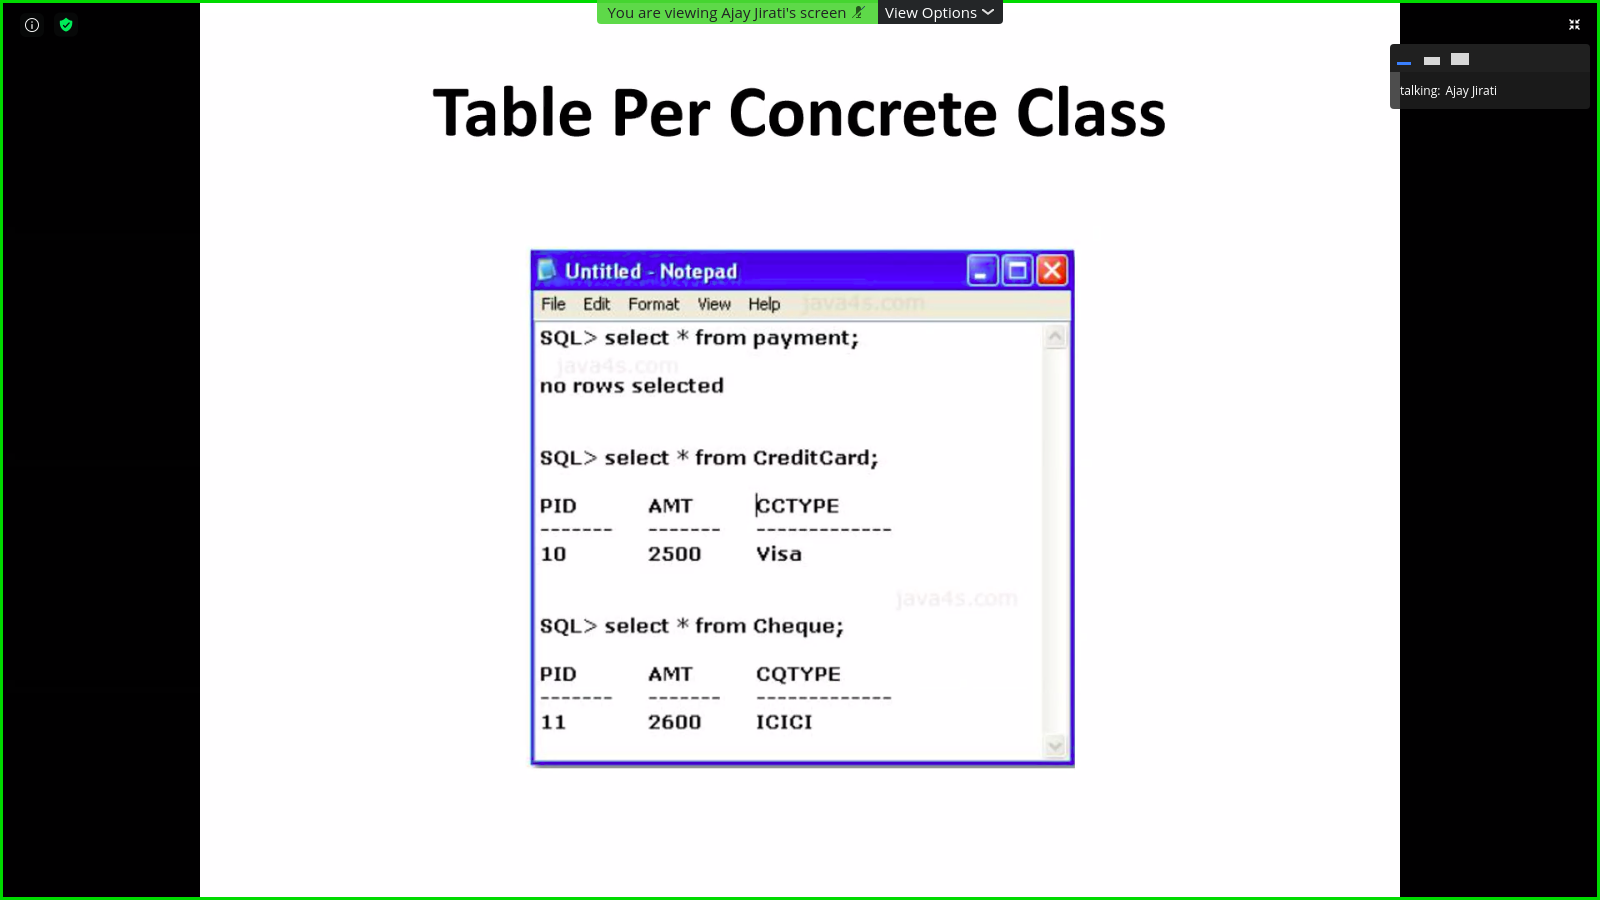 You are viewing Ajay Jirati's screen View Options
talking: Ajay Jirati
Table Per Concrete Class
Untitled - Notepad
File Edit Format View Help
java4s.com
SQL> select * from payment;
java4s.com
no rows selected
SQL> select * from CreditCard;
PID AMT CCTYPE
------- ------- -------------
10 2500 Visa
java4s.com
SQL> select * from Cheque;
PID AMT CQTYPE
------- ------- -------------
11 2600 ICICI